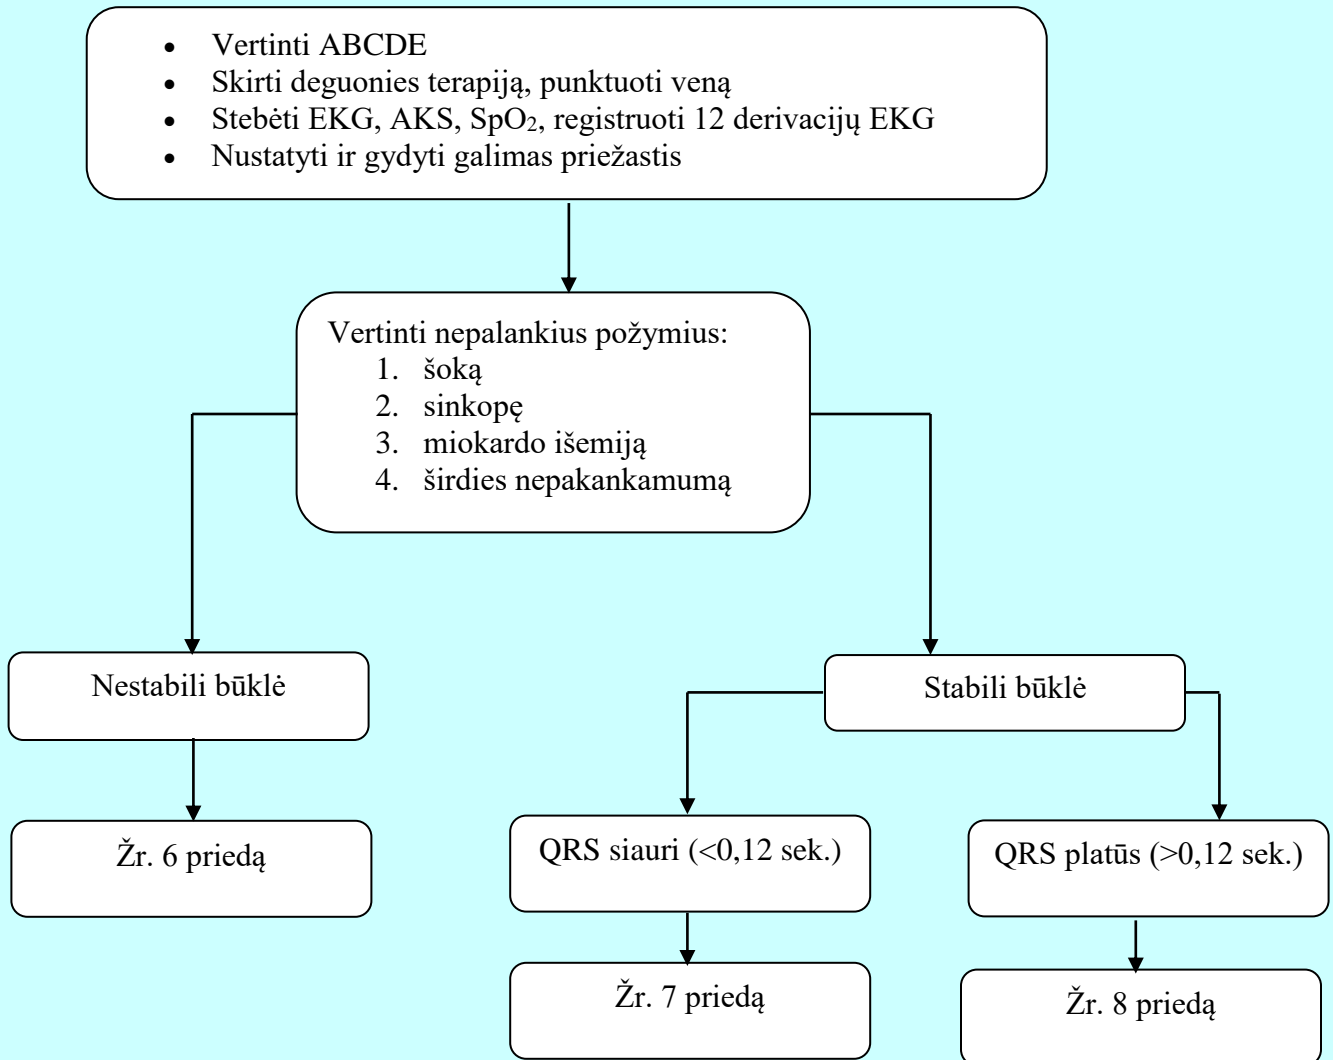 • Vertinti ABCDE
• Skirti deguonies terapiją, punktuoti veną
• Stebėti EKG, AKS, SpO₂, registruoti 12 derivacijų EKG
• Nustatyti ir gydyti galimas priežastis
Vertinti nepalankius požymius:
1. šoką
2. sinkopę
3. miokardo išemiją
4. širdies nepakankamumą
Nestabili būklė
Stabili būklė
Žr. 6 priedą
QRS siauri (<0,12 sek.)
QRS platūs (>0,12 sek.)
Žr. 7 priedą
Žr. 8 priedą